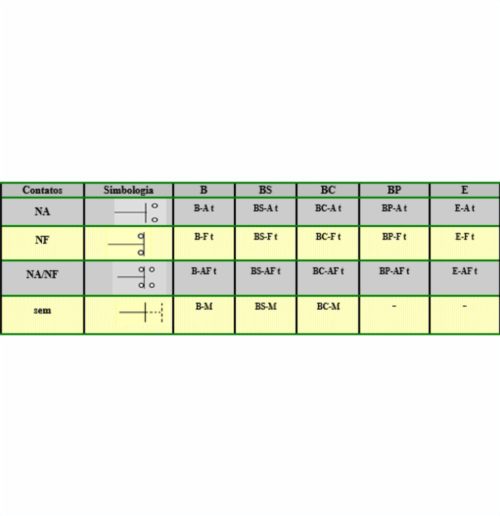 Contatos Simbologia B BS BC BP E
NA B-A t BS-A t BC-A t BP-A t E-A t
NF B-F t BS-F t BC-F t BP-F t E-F t
NA/NF B-AF t BS-AF t BC-AF t BP-AF t E-AF t
sem B-M BS-M BC-M - -